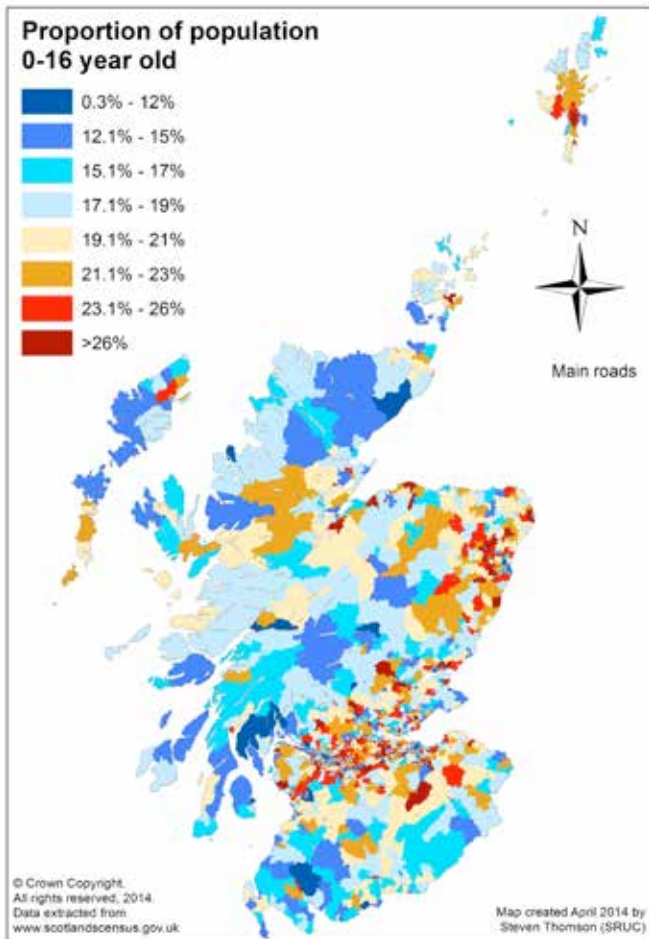 Proportion of population
0-16 year old
0.3% - 12%
12.1% - 15%
15.1% - 17%
17.1% - 19%
19.1% - 21%
21.1% - 23%
23.1% - 26%
>26%
N
Main roads
© Crown Copyright.
All rights reserved, 2014.
Data extracted from
www.scotlandscensus.gov.uk
Map created April 2014 by
Steven Thomson (SRUC)